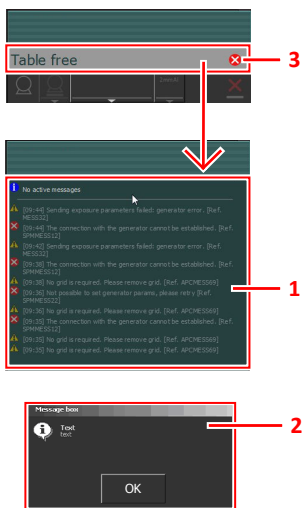 Table free
3
No active messages
[09:44] Sending exposure parameters failed: generator error. [Ref.
MESS32]
[09:44] The connection with the generator cannot be established. [Ref.
SPMMESS12]
[09:42] Sending exposure parameters failed: generator error. [Ref.
MESS32]
[09:38] The connection with the generator cannot be established. [Ref.
SPMMESS12]
[09:38] No grid is required. Please remove grid. [Ref. APCMESS69]
[09:36] Not possible to set generator params, please retry [Ref.
SPMMESS22]
[09:36] No grid is required. Please remove grid. [Ref. APCMESS69]
[09:35] The connection with the generator cannot be established. [Ref.
SPMMESS12]
[09:35] No grid is required. Please remove grid. [Ref. APCMESS69]
[09:35] No grid is required. Please remove grid. [Ref. APCMESS69]
1
Message box
Text
text
2
OK